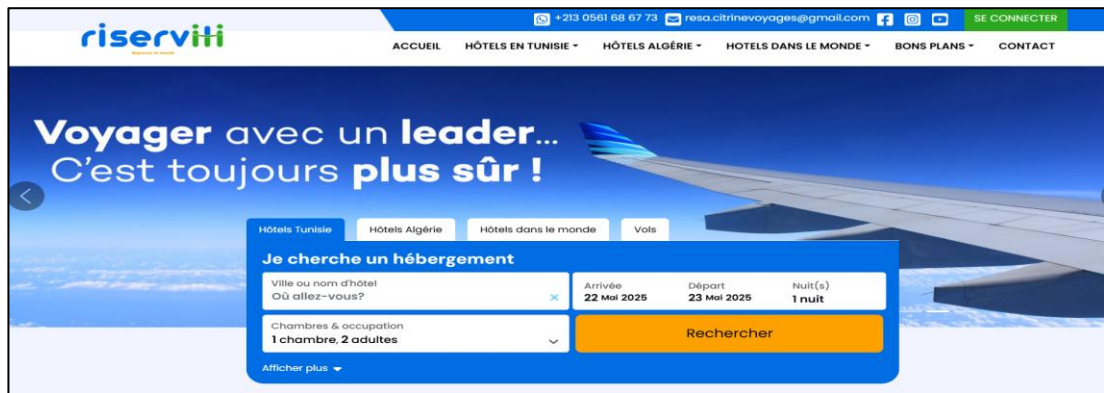 +213 0561 68 67 73 resa.citrinevoyages@gmail.com SE CONNECTER
riservili
ACCUEIL HÔTELS EN TUNISIE HÔTELS ALGÉRIE HOTELS DANS LE MONDE BONS PLANS CONTACT
Voyager avec un leader...
C'est toujours plus sûr !
Hôtels Tunisie Hôtels Algérie Hôtels dans le monde Vols
Je cherche un hébergement
Ville ou nom d'hôtel
Où allez-vous?
Arrivée Départ Nuit(s)
22 Mai 2025 23 Mai 2025 1 nuit
Chambres & occupation
1 chambre, 2 adultes
Rechercher
Afficher plus